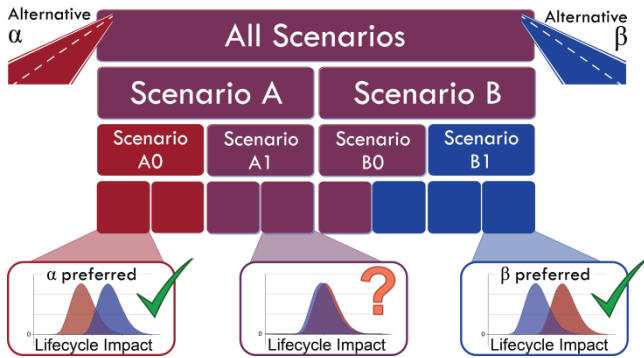 Alternative
α
All Scenarios
Alternative
β
Scenario A
Scenario B
Scenario
A0
Scenario
A1
Scenario
B0
Scenario
B1
α preferred
0
Lifecycle Impact
?
0
Lifecycle Impact
β preferred
0
Lifecycle Impact